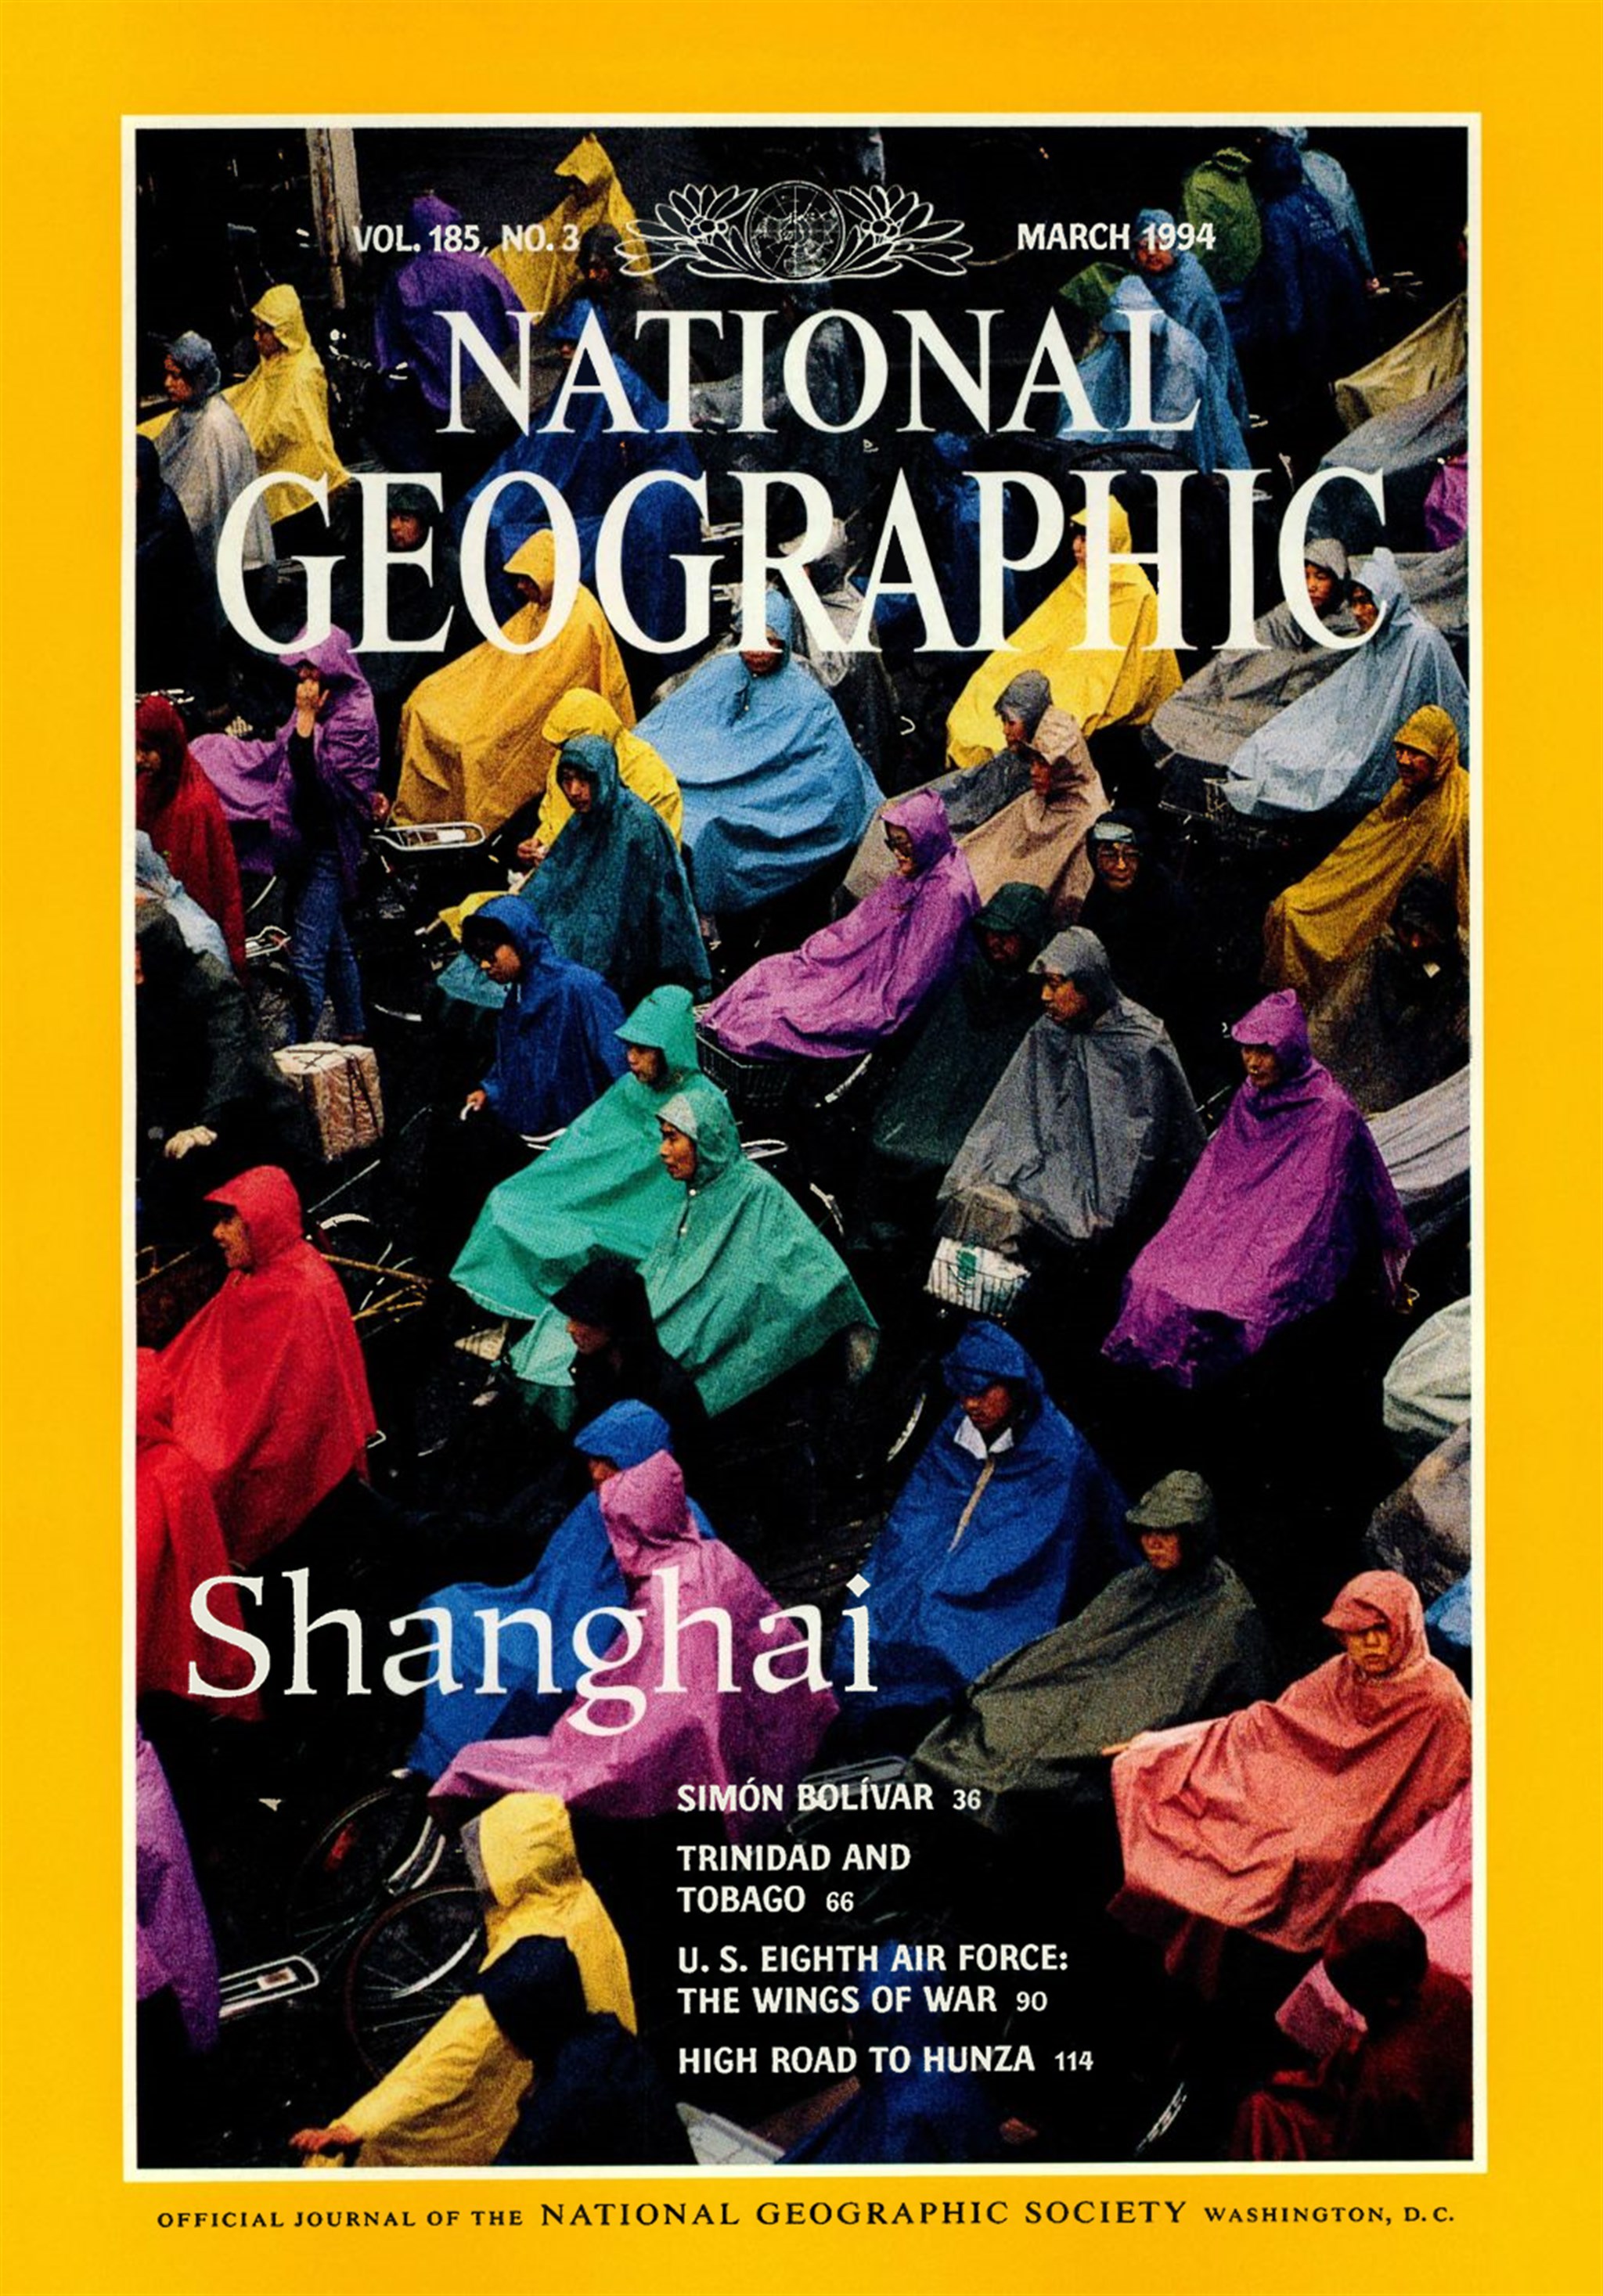 VOL. 185, NO. 3
MARCH 1994
NATIONAL
GEOGRAPHIC
Shanghai
SIMÓN BOLÍVAR 36
TRINIDAD AND
TOBAGO 66
U. S. EIGHTH AIR FORCE:
THE WINGS OF WAR 90
HIGH ROAD TO HUNZA 114
OFFICIAL JOURNAL OF THE NATIONAL GEOGRAPHIC SOCIETY WASHINGTON, D. C.